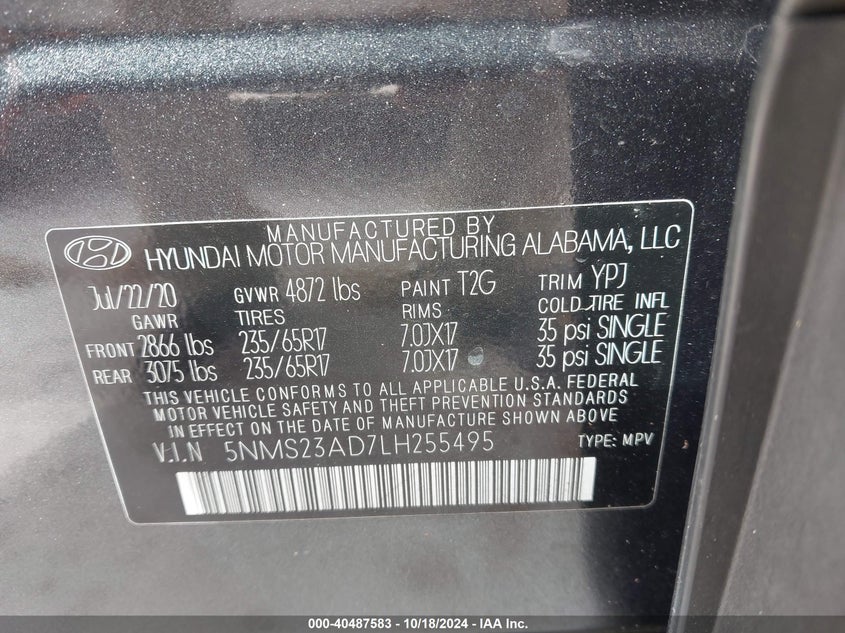 MANUFACTURED BY
HYUNDAI MOTOR MANUFACTURING ALABAMA, LLC
Jul/22/20 GVWR 4872 lbs PAINT T2G TRIM YPJ
GAWR TIRES RIMS COLD TIRE INFL
FRONT 2866 lbs 235/65R17 7.0JX17 35 psi SINGLE
REAR 3075 lbs 235/65R17 7.0JX17 35 psi SINGLE
THIS VEHICLE CONFORMS TO ALL APPLICABLE U.S.A. FEDERAL
MOTOR VEHICLE SAFETY AND THEFT PREVENTION STANDARDS
IN EFFECT ON THE DATE OF MANUFACTURE SHOWN ABOVE
V.I.N 5NMS23AD7LH255495 TYPE: MPV
000-40487583 - 10/18/2024 - IAA Inc.